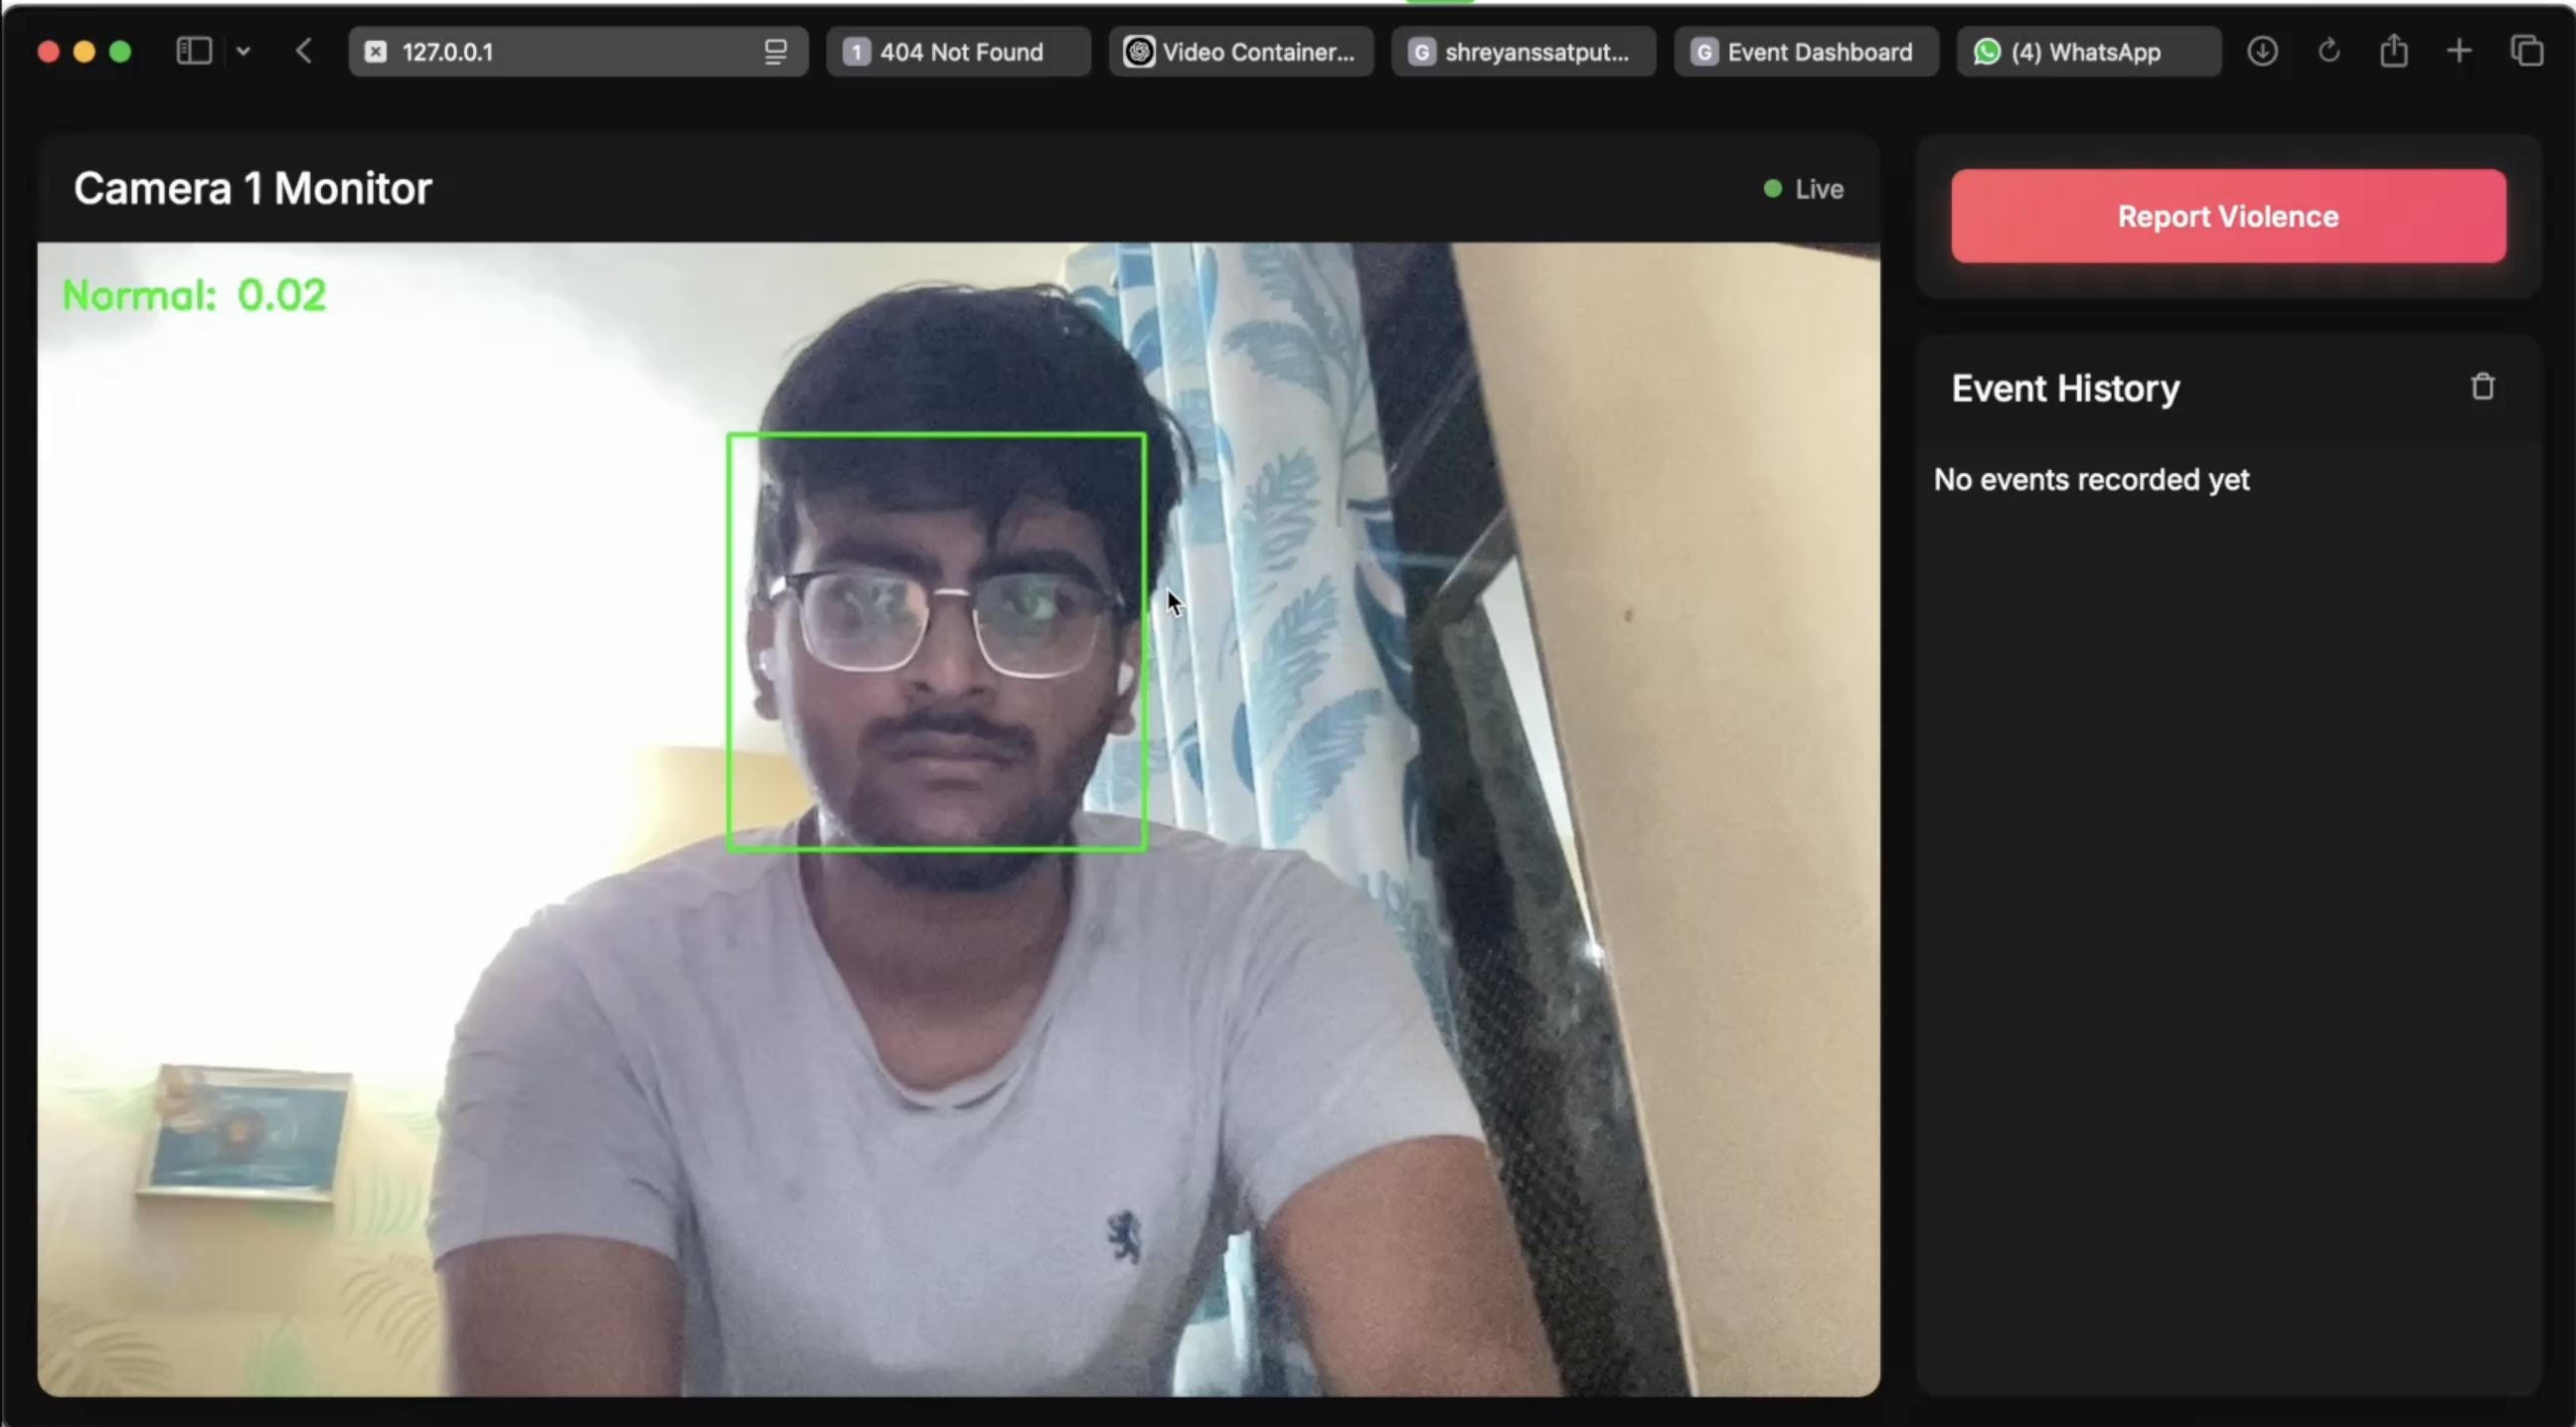 127.0.0.1
1 404 Not Found
Video Container...
G shreyanssatput...
G Event Dashboard
(4) WhatsApp
Camera 1 Monitor
Live
Report Violence
Normal: 0.02
Event History
No events recorded yet